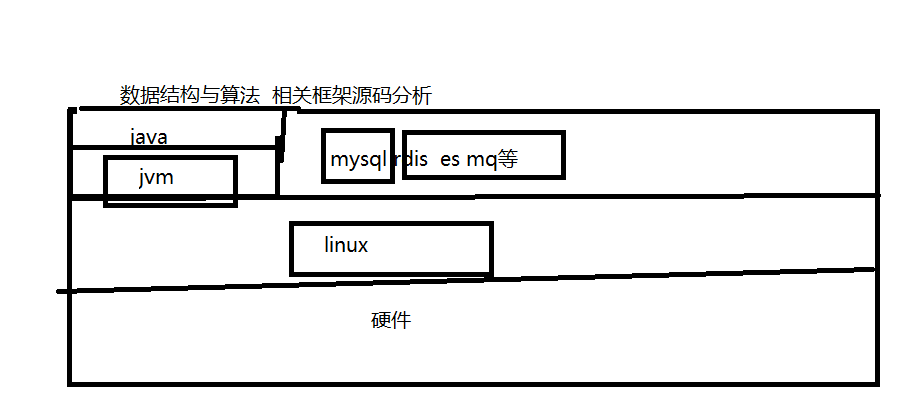 数据结构与算法 相关框架源码分析
java
mysql rdis es mq等
jvm
linux
硬件